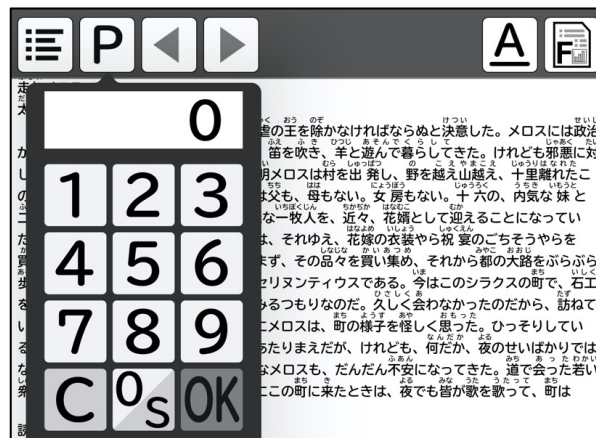 P
A
F
走
0
太
虐の王を除かなければならぬと決意した。メロスには政治
か
笛を吹き、羊と遊んで暮らしてきた。けれども邪悪に対
1 2 3
し
明メロスは村を出発し、野を越え山越え、十里離れたこ
の
は父も、母もない。女房もない。十六の、内気な妹と
二
な一牧人を、近々、花婿として迎えることになってい
た
は、それゆえ、花嫁の衣装やら祝宴のごちそうやらを
4 5 6
買
まず、その品々を買い集め、それから都の大路をぶらぶら
歩
セリヌンティウスである。今はこのシラクスの町で、石工
を
みるつもりなのだ。久しく会わなかったのだから、訪ねて
7 8 9
い
にメロスは、町の様子を怪しく思った。ひっそりしてい
る
あたりまえだが、けれども、何だか、夜のせいばかりでは
な
なメロスも、だんだん不安になってきた。道で会った若い
C 0s OK
衆
にこの町に来たときは、夜でも皆が歌を歌って、町は